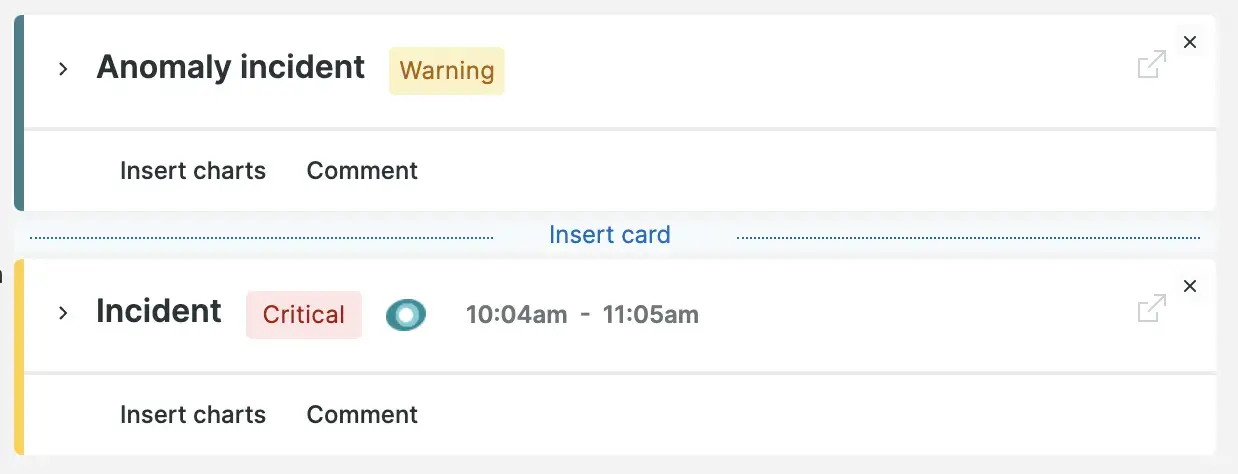 Anomaly incident Warning
Insert charts Comment
Insert card
Incident Critical 10:04am - 11:05am
Insert charts Comment